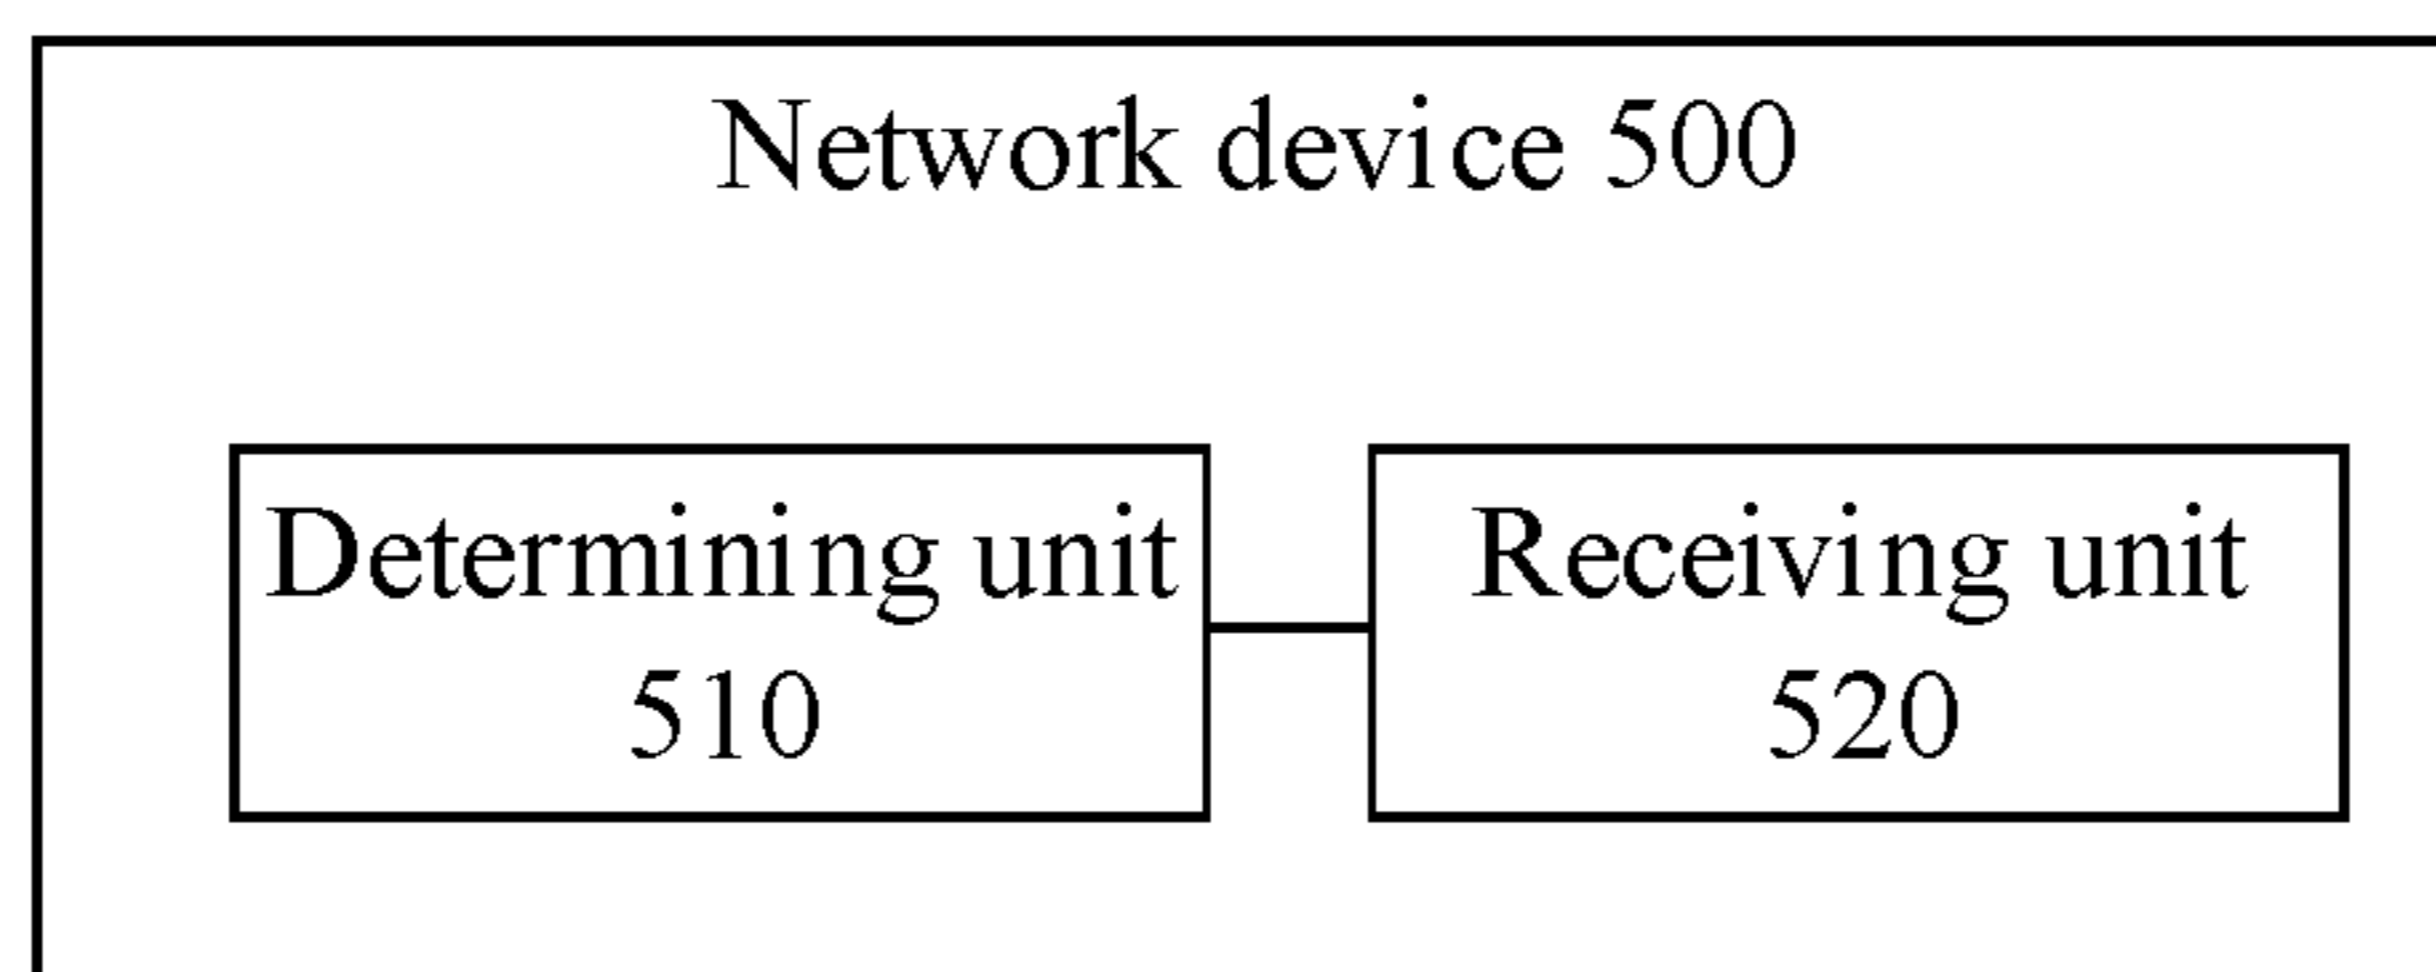 Network device 500
Determining unit
510
Receiving unit
520